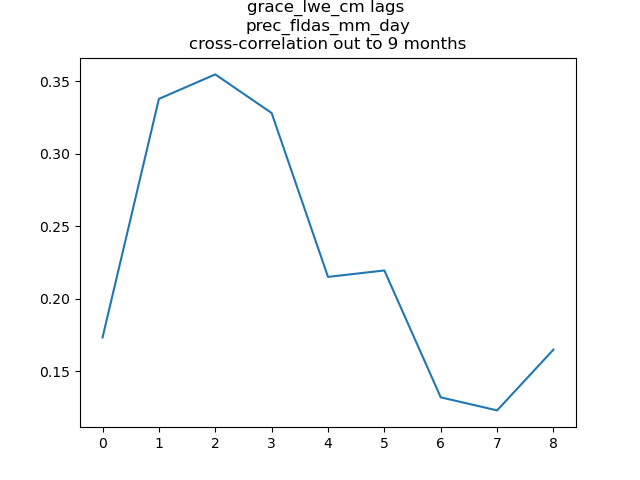 grace_lwe_cm lags
prec_fldas_mm_day
cross-correlation out to 9 months
0.35
0.30
0.25
0.20
0.15
0 1 2 3 4 5 6 7 8